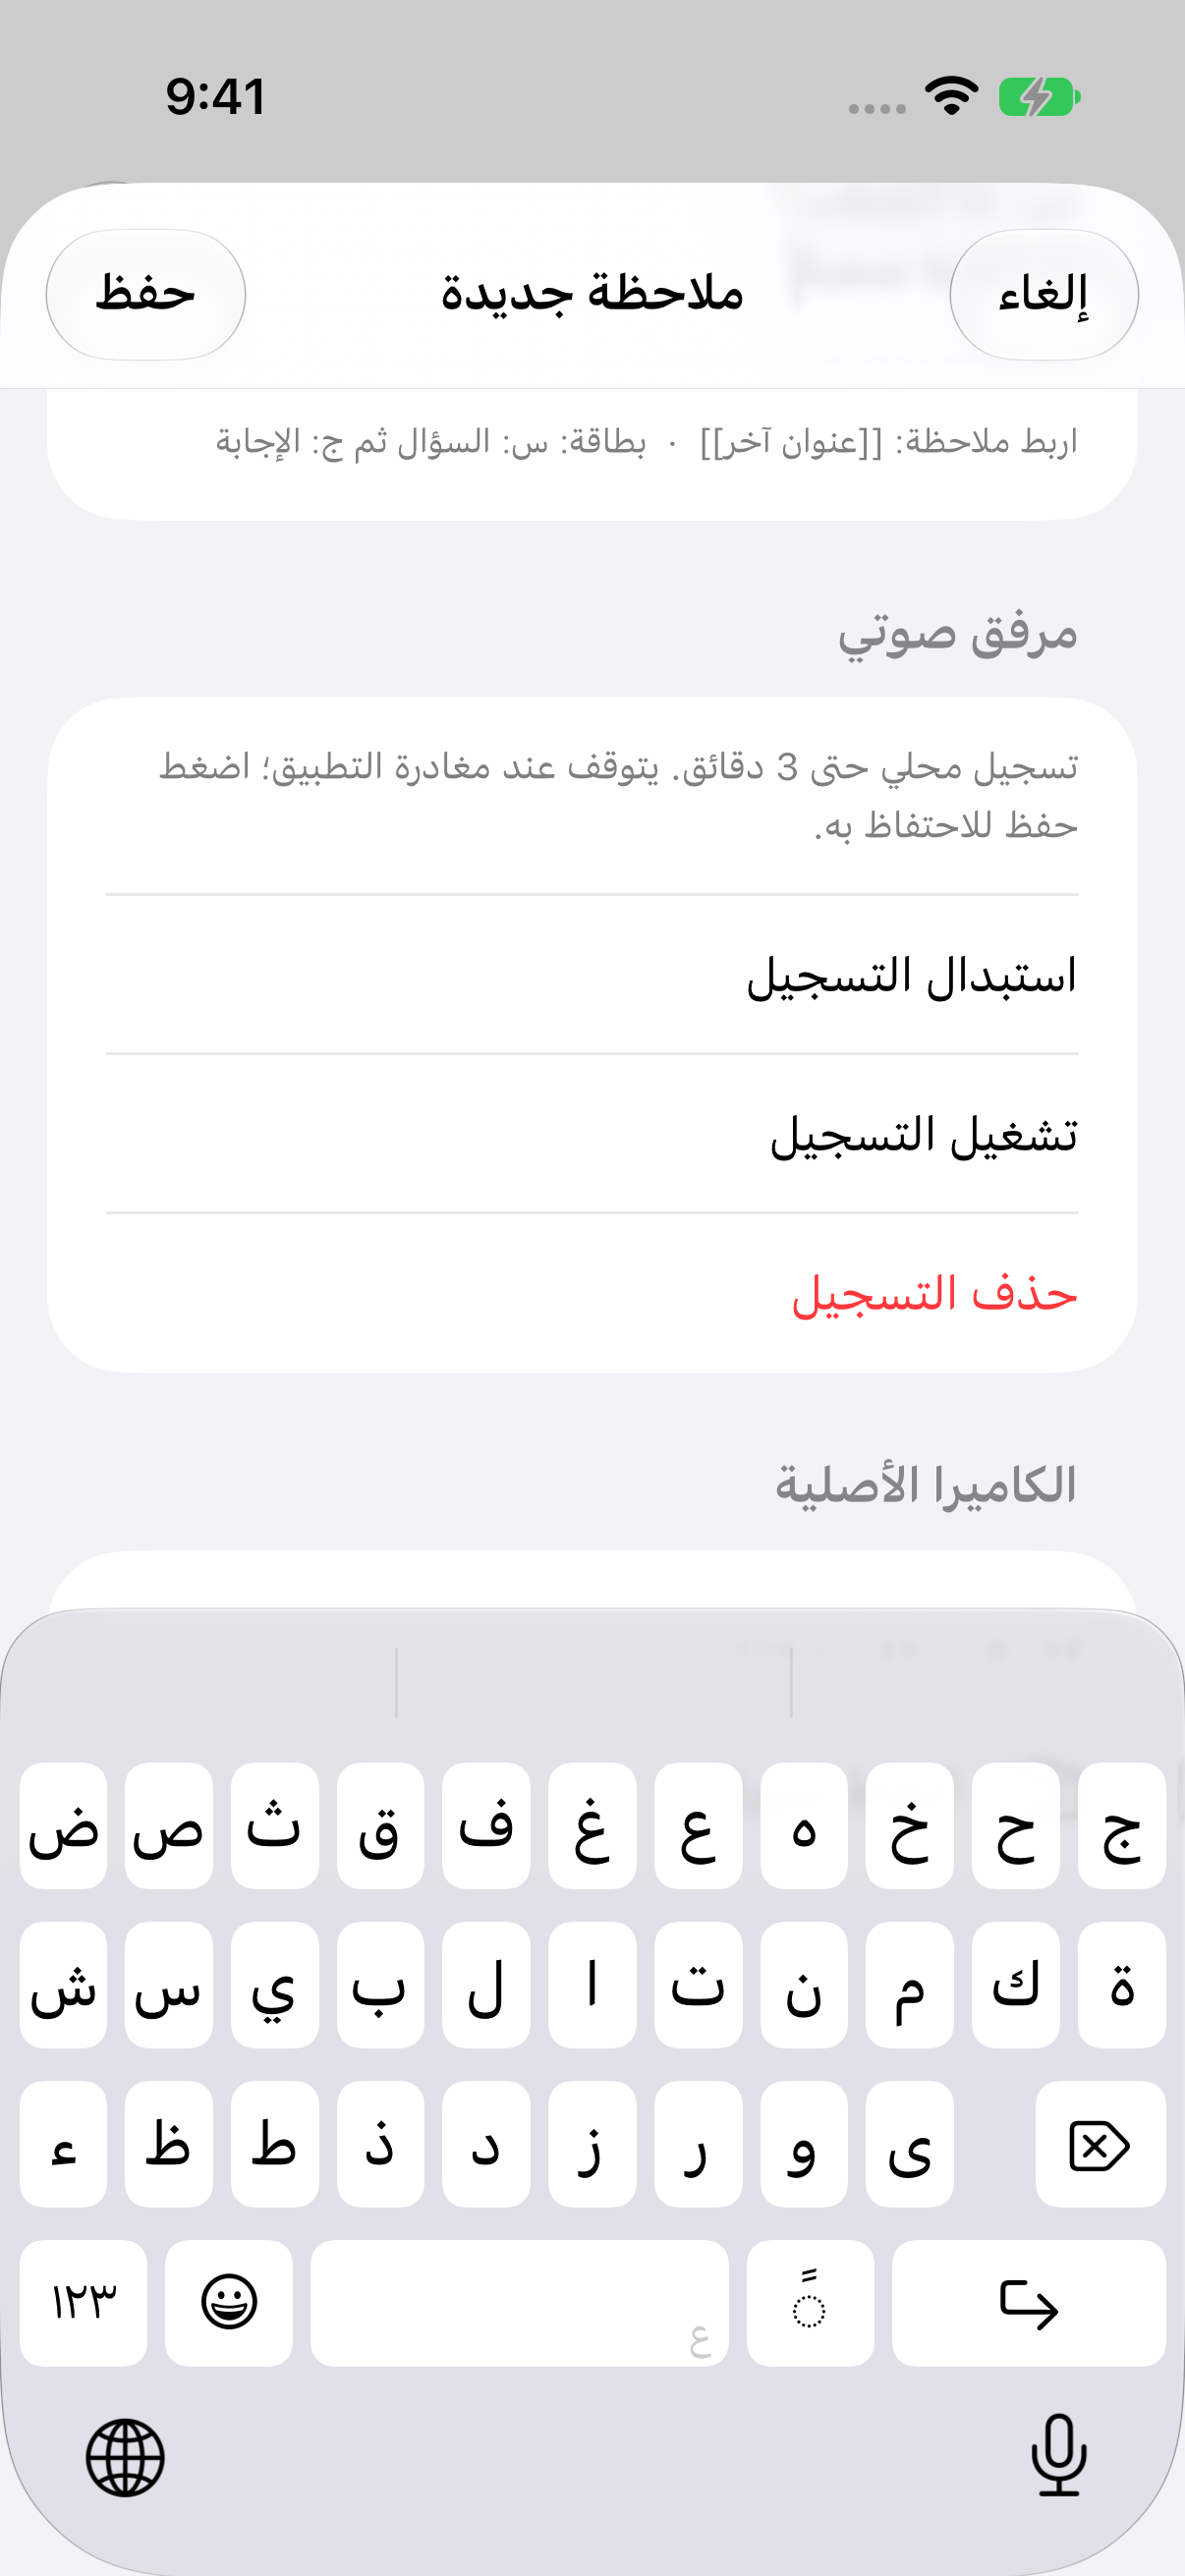 9:41
إلغاء
ملاحظة جديدة
حفظ
اربط ملاحظة: [[عنوان آخر]] · بطاقة: س: السؤال ثم ج: الإجابة
مرفق صوتي
تسجيل محلي حتى 3 دقائق. يتوقف عند مغادرة التطبيق؛ اضغط
حفظ للاحتفاظ به.
استبدال التسجيل
تشغيل التسجيل
حذف التسجيل
الكاميرا الأصلية
ج ح خ ه ع غ ف ق ث ص ض
ة ك م ن ت ا ل ب ي س ش
ى و ر ز د ذ ط ظ ء
ع
١٢٣